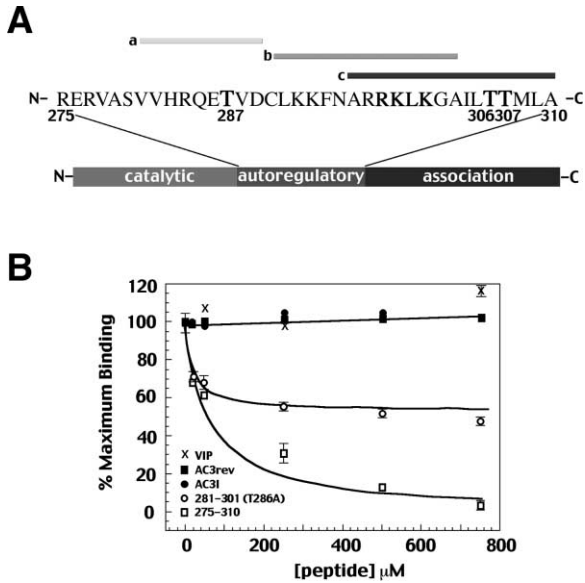 A
a
b
c
N- RERVASVVHRQETVDCLKKFNARRKLKGAILTTMLA -C
275 287 306307 310
N- catalytic autoregulatory association -C
B
% Maximum Binding
120
100
80
60
40
20
0
x VIP
■ AC3rev
● AC3I
○ 281-301 (T286A)
□ 275-310
0 200 400 600 800
[peptide] μM